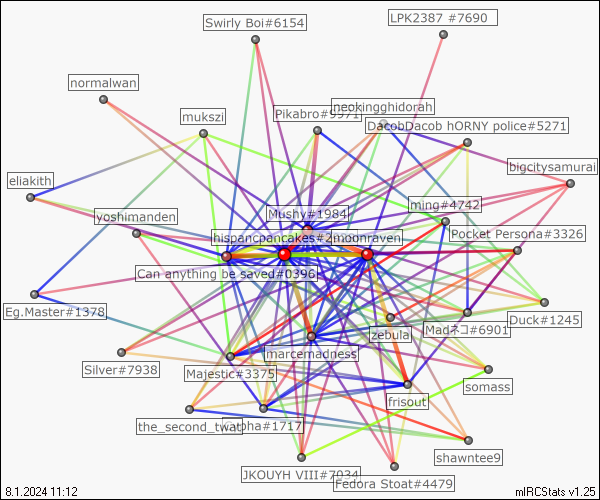 Swirly Boi#6154
LPK2387 #7690
normalwan
mukszi
Pikabro#9971
neokingghidorah
DacobDacob hORNY police#5271
bigcitysamurai
eliakith
yoshimanden
Mushy#1984
ming#4742
hispancpancakes#2
moonraven
Pocket Persona#3326
Can anything be saved#0396
Eg.Master#1378
zebula
Madネコ#6901
Duck#1245
marcemadness
Silver#7938
Majestic#3375
somass
frisout
the_second_twat
pha#1717
shawntee9
JKOUYH VIII#7034
Fedora Stoat#4479
8.1.2024 11:12
mIRCStats v1.25